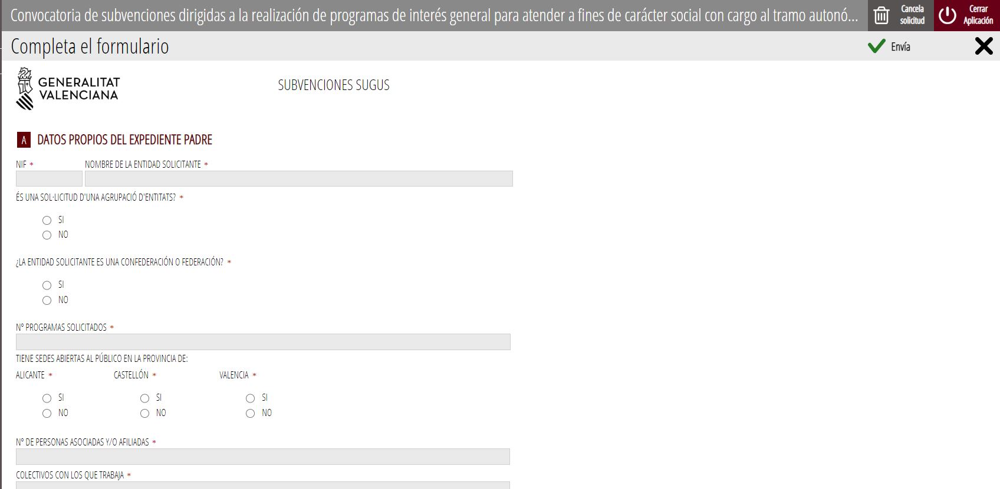 Convocatoria de subvenciones dirigidas a la realización de programas de interés general para atender a fines de carácter social con cargo al tramo autonó...
Cancela
solicitud
Cerrar
Aplicación
Completa el formulario
Envía
GENERALITAT
VALENCIANA
SUBVENCIONES SUGUS
A DATOS PROPIOS DEL EXPEDIENTE PADRE
NIF * NOMBRE DE LA ENTIDAD SOLICITANTE *
ÉS UNA SOL·LICITUD D'UNA AGRUPACIÓ D'ENTITATS? *
SI
NO
¿LA ENTIDAD SOLICITANTE ES UNA CONFEDERACIÓN O FEDERACIÓN? *
SI
NO
Nº PROGRAMAS SOLICITADOS *
TIENE SEDES ABIERTAS AL PÚBLICO EN LA PROVINCIA DE:
ALICANTE * CASTELLÓN * VALENCIA *
SI SI SI
NO NO NO
Nº DE PERSONAS ASOCIADAS Y/O AFILIADAS *
COLECTIVOS CON LOS QUE TRABAJA *